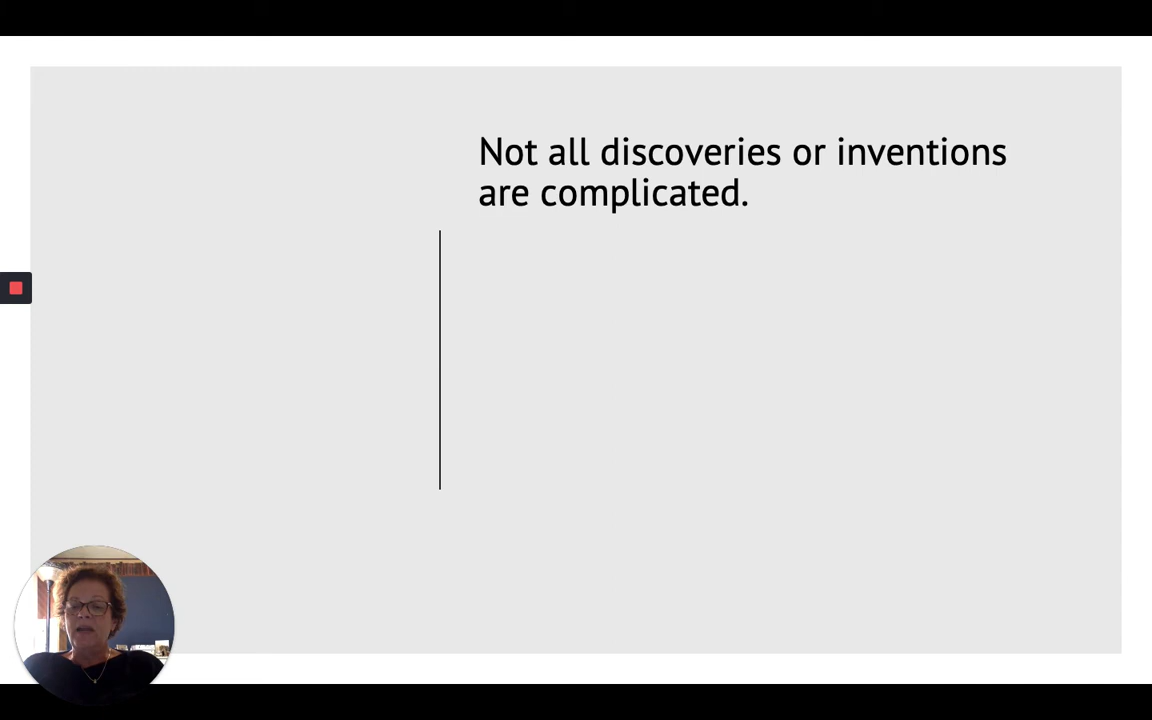 Not all discoveries or inventions
are complicated.